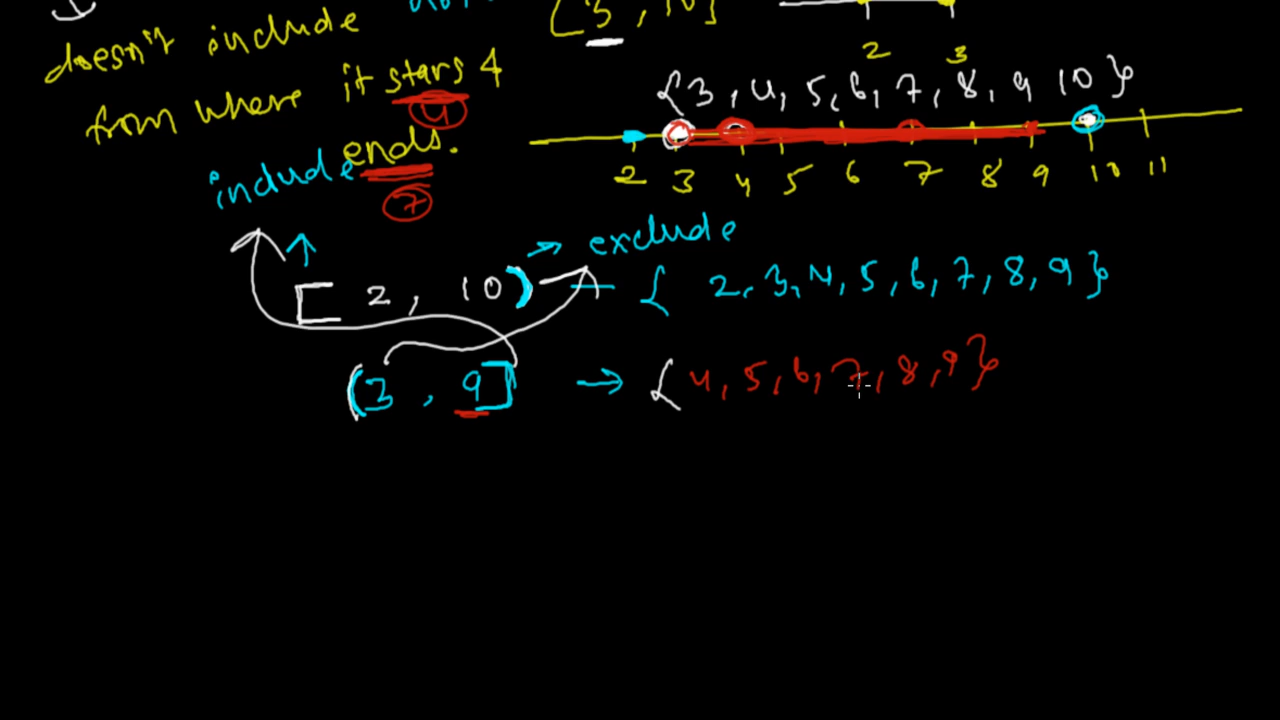 doesn't include
[3, 10]
2 3
from where it stars 4
{3, 4, 5, 6, 7, 8, 9 10}
4
ends.
include
2 3 4 5 6 7 8 9 10 11
7
→ exclude
[ 2, 10) → { 2, 3, 4, 5, 6, 7, 8, 9 }
(3, 9] → {4, 5, 6, 7, 8, 9}